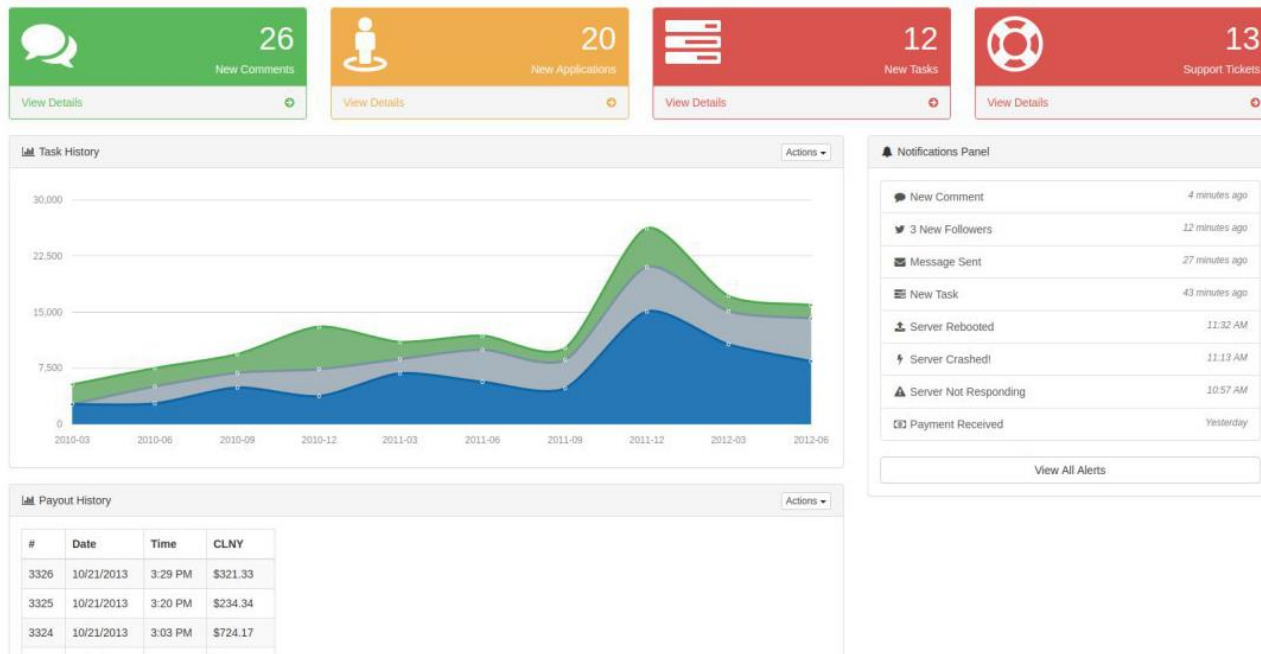 26
New Comments
View Details
20
New Applications
View Details
12
New Tasks
View Details
13
Support Tickets
View Details
Task History
Actions
30,000
22,500
15,000
7,500
0
2010-03 2010-06 2010-09 2010-12 2011-03 2011-06 2011-09 2011-12 2012-03 2012-06
Notifications Panel
New Comment 4 minutes ago
3 New Followers 12 minutes ago
Message Sent 27 minutes ago
New Task 43 minutes ago
Server Rebooted 11:32 AM
Server Crashed! 11:13 AM
Server Not Responding 10:57 AM
Payment Received Yesterday
View All Alerts
Payout History
Actions
# Date Time CLNY
3326 10/21/2013 3:29 PM $321.33
3325 10/21/2013 3:20 PM $234.34
3324 10/21/2013 3:03 PM $724.17